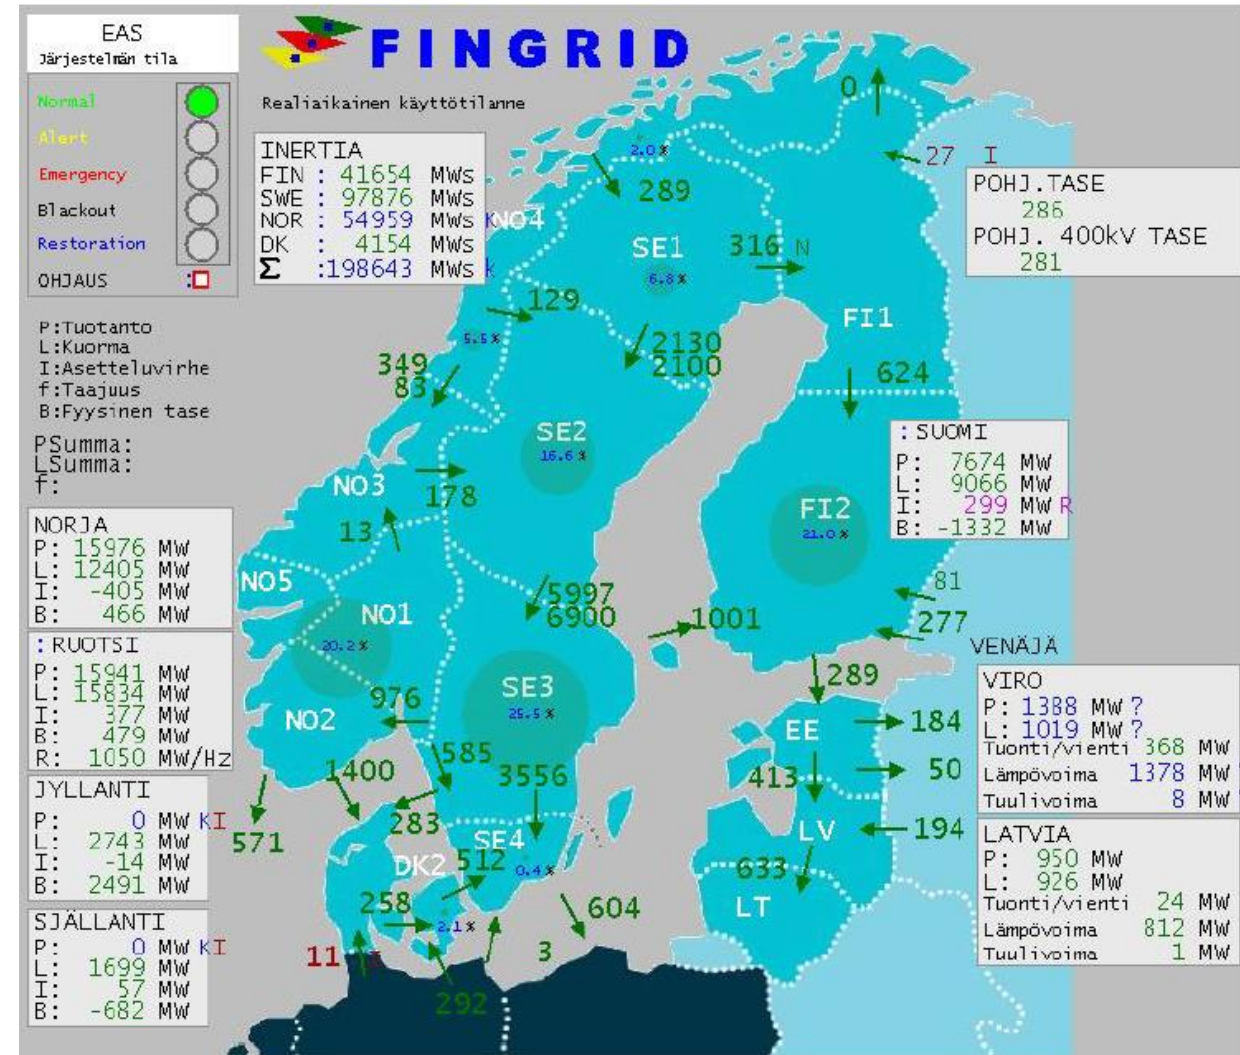 EAS
Järjestelmän tila
Normal
Alert
Emergency
Blackout
Restoration
OHJAUS :
FINGRID
Realiaikainen käyttötilanne
INERTIA
FIN : 41654 MWs
SWE : 97876 MWs
NOR : 54959 MWs K
DK : 4154 MWs
Σ :198643 MWs k
P:Tuotanto
L:Kuorma
I:Asetteluvirhe
f:Taajuus
B:Fyysinen tase
PSumma:
LSumma:
f:
NORJA
P: 15976 MW
L: 12405 MW
I: -405 MW
B: 466 MW
:RUOTSI
P: 15941 MW
L: 15834 MW
I: 377 MW
B: 479 MW
R: 1050 MW/Hz
JYLLANTI
P: 0 MW KI
L: 2743 MW
I: -14 MW
B: 2491 MW
SJÄLLANTI
P: 0 MW KI
L: 1699 MW
I: 57 MW
B: -682 MW
0
27 I
2.0 %
289
NO4
SE1
316 N
6.8 %
POHJ.TASE
286
POHJ. 400kV TASE
281
129
5.5 %
FI1
2130
2100
349
83
624
SE2
16.6 %
:SUOMI
P: 7674 MW
L: 9066 MW
I: 299 MW R
B: -1332 MW
NO3
178
13
FI2
21.0 %
NO5
NO1
20.2 %
5997
6900
81
277
1001
VENÄJÄ
289
SE3
25.5 %
976
NO2
VIRO
P: 1388 MW ?
L: 1019 MW ?
Tuonti/vienti 368 MW
Lämpövoima 1378 MW
Tuulivoima 8 MW
EE
184
50
413
585
1400
3556
283
571
SE4
0.4 %
DK2
512
LV
194
633
LT
LATVIA
P: 950 MW
L: 926 MW
Tuonti/vienti 24 MW
Lämpövoima 812 MW
Tuulivoima 1 MW
258
2.1 %
604
3
11
292